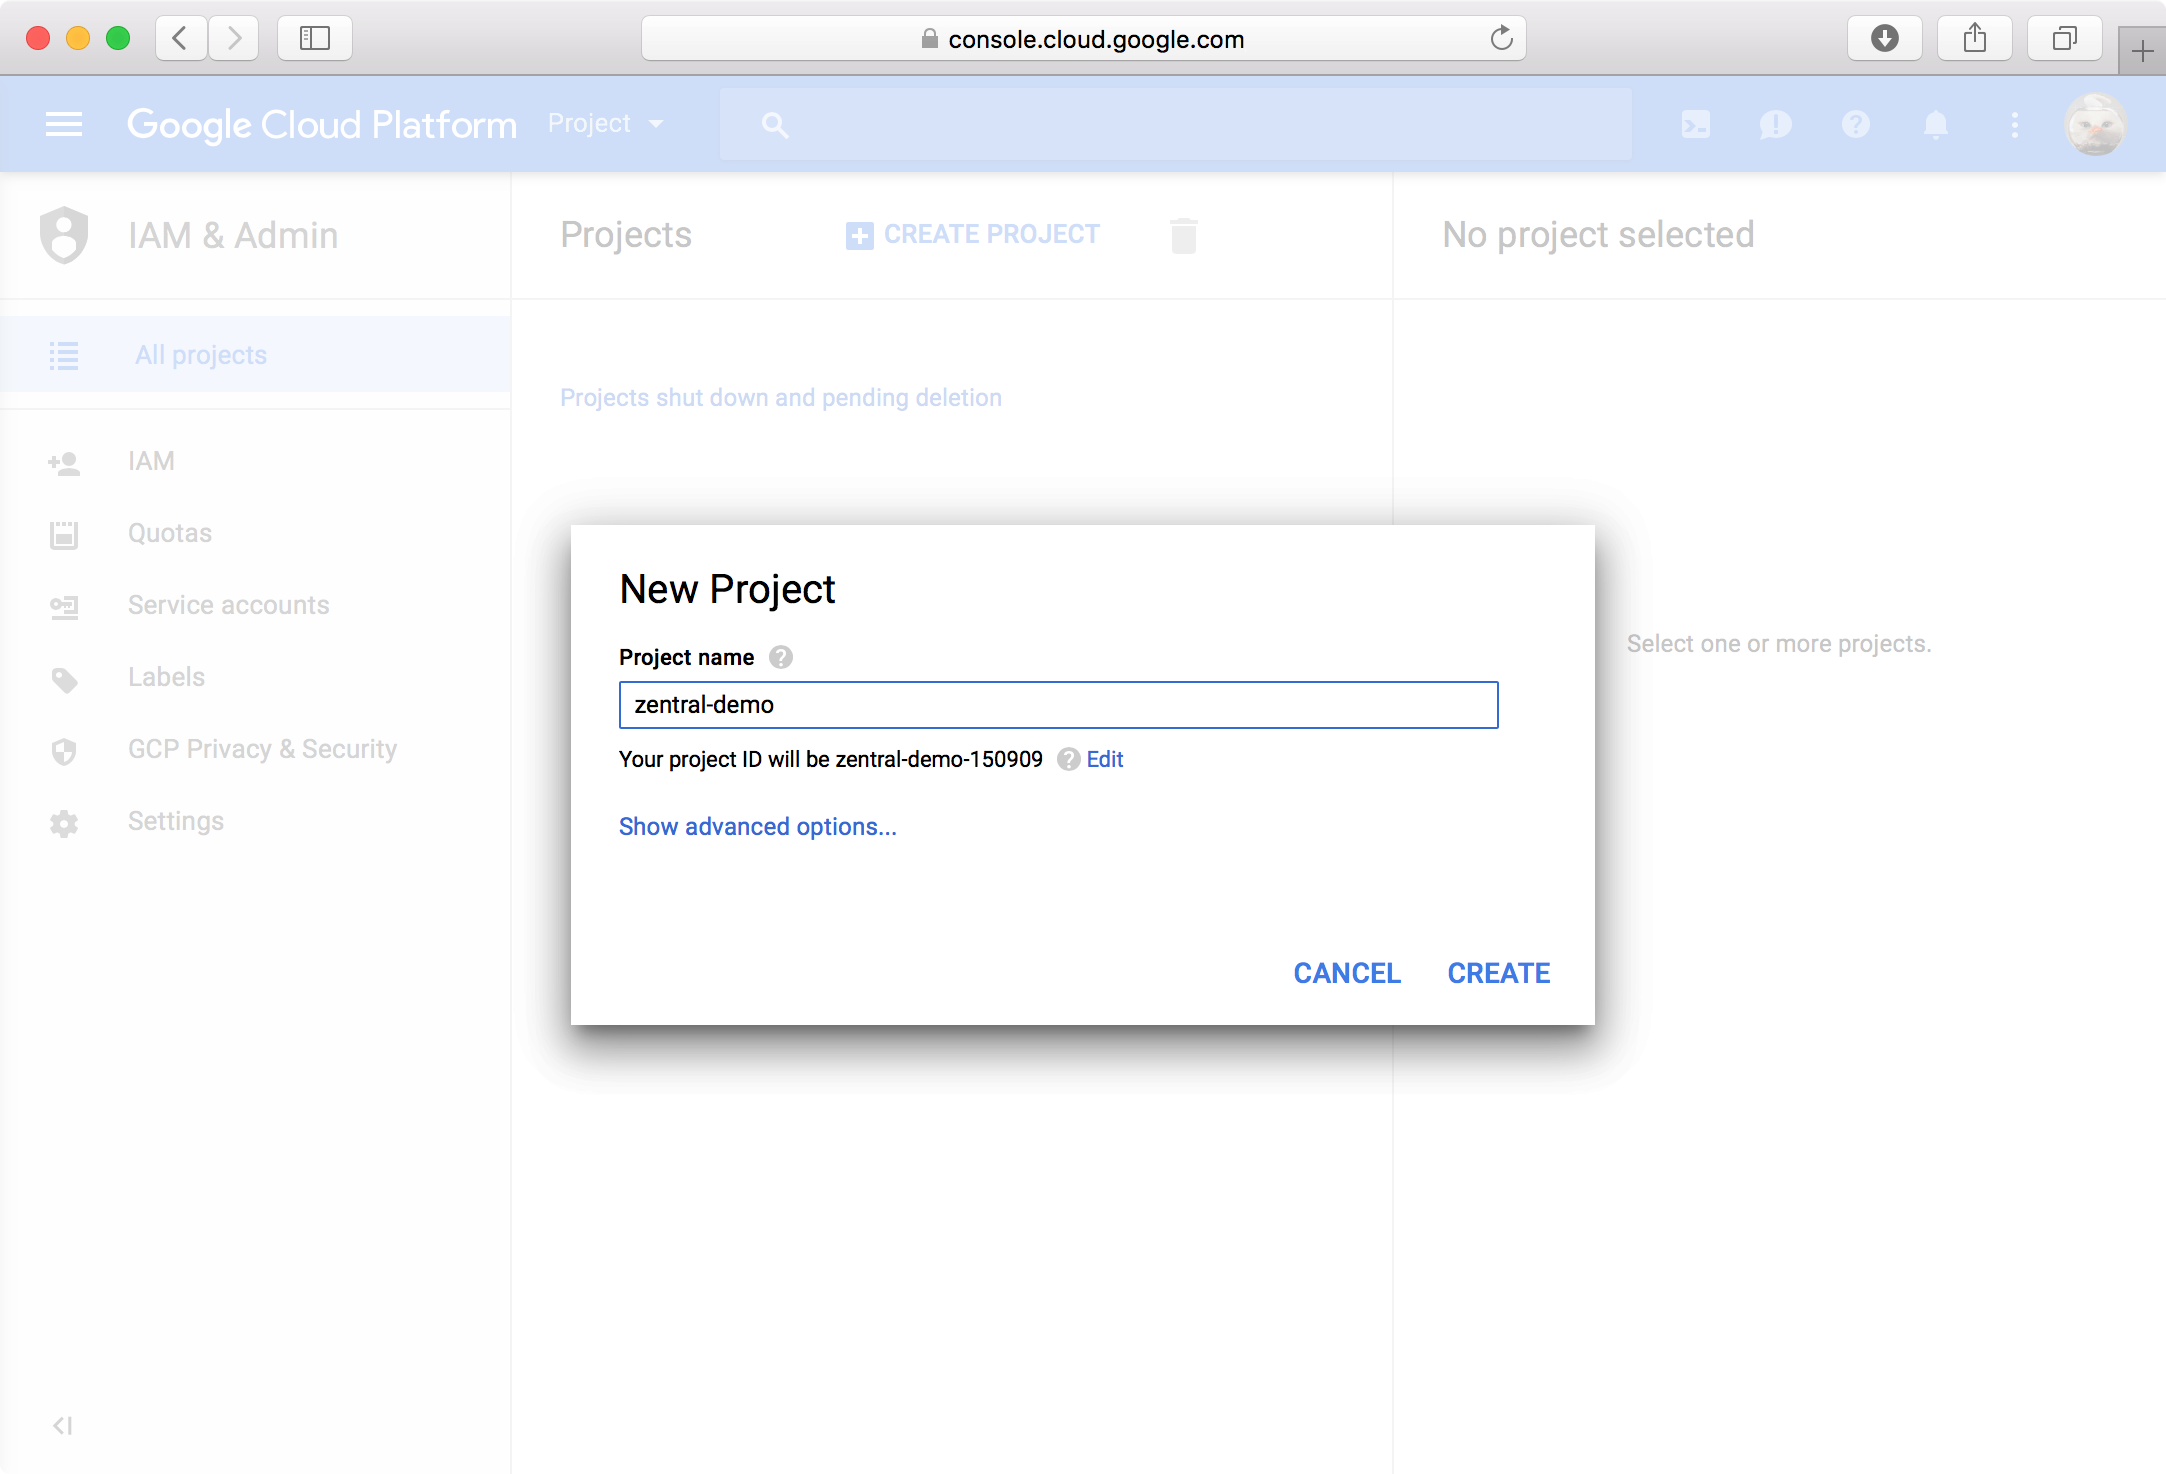 console.cloud.google.com
Google Cloud Platform Project
IAM & Admin
Projects
CREATE PROJECT
No project selected
All projects
Projects shut down and pending deletion
IAM
Quotas
Service accounts
Labels
GCP Privacy & Security
Settings
New Project
Project name
zentral-demo
Your project ID will be zentral-demo-150909 Edit
Show advanced options...
CANCEL CREATE
Select one or more projects.